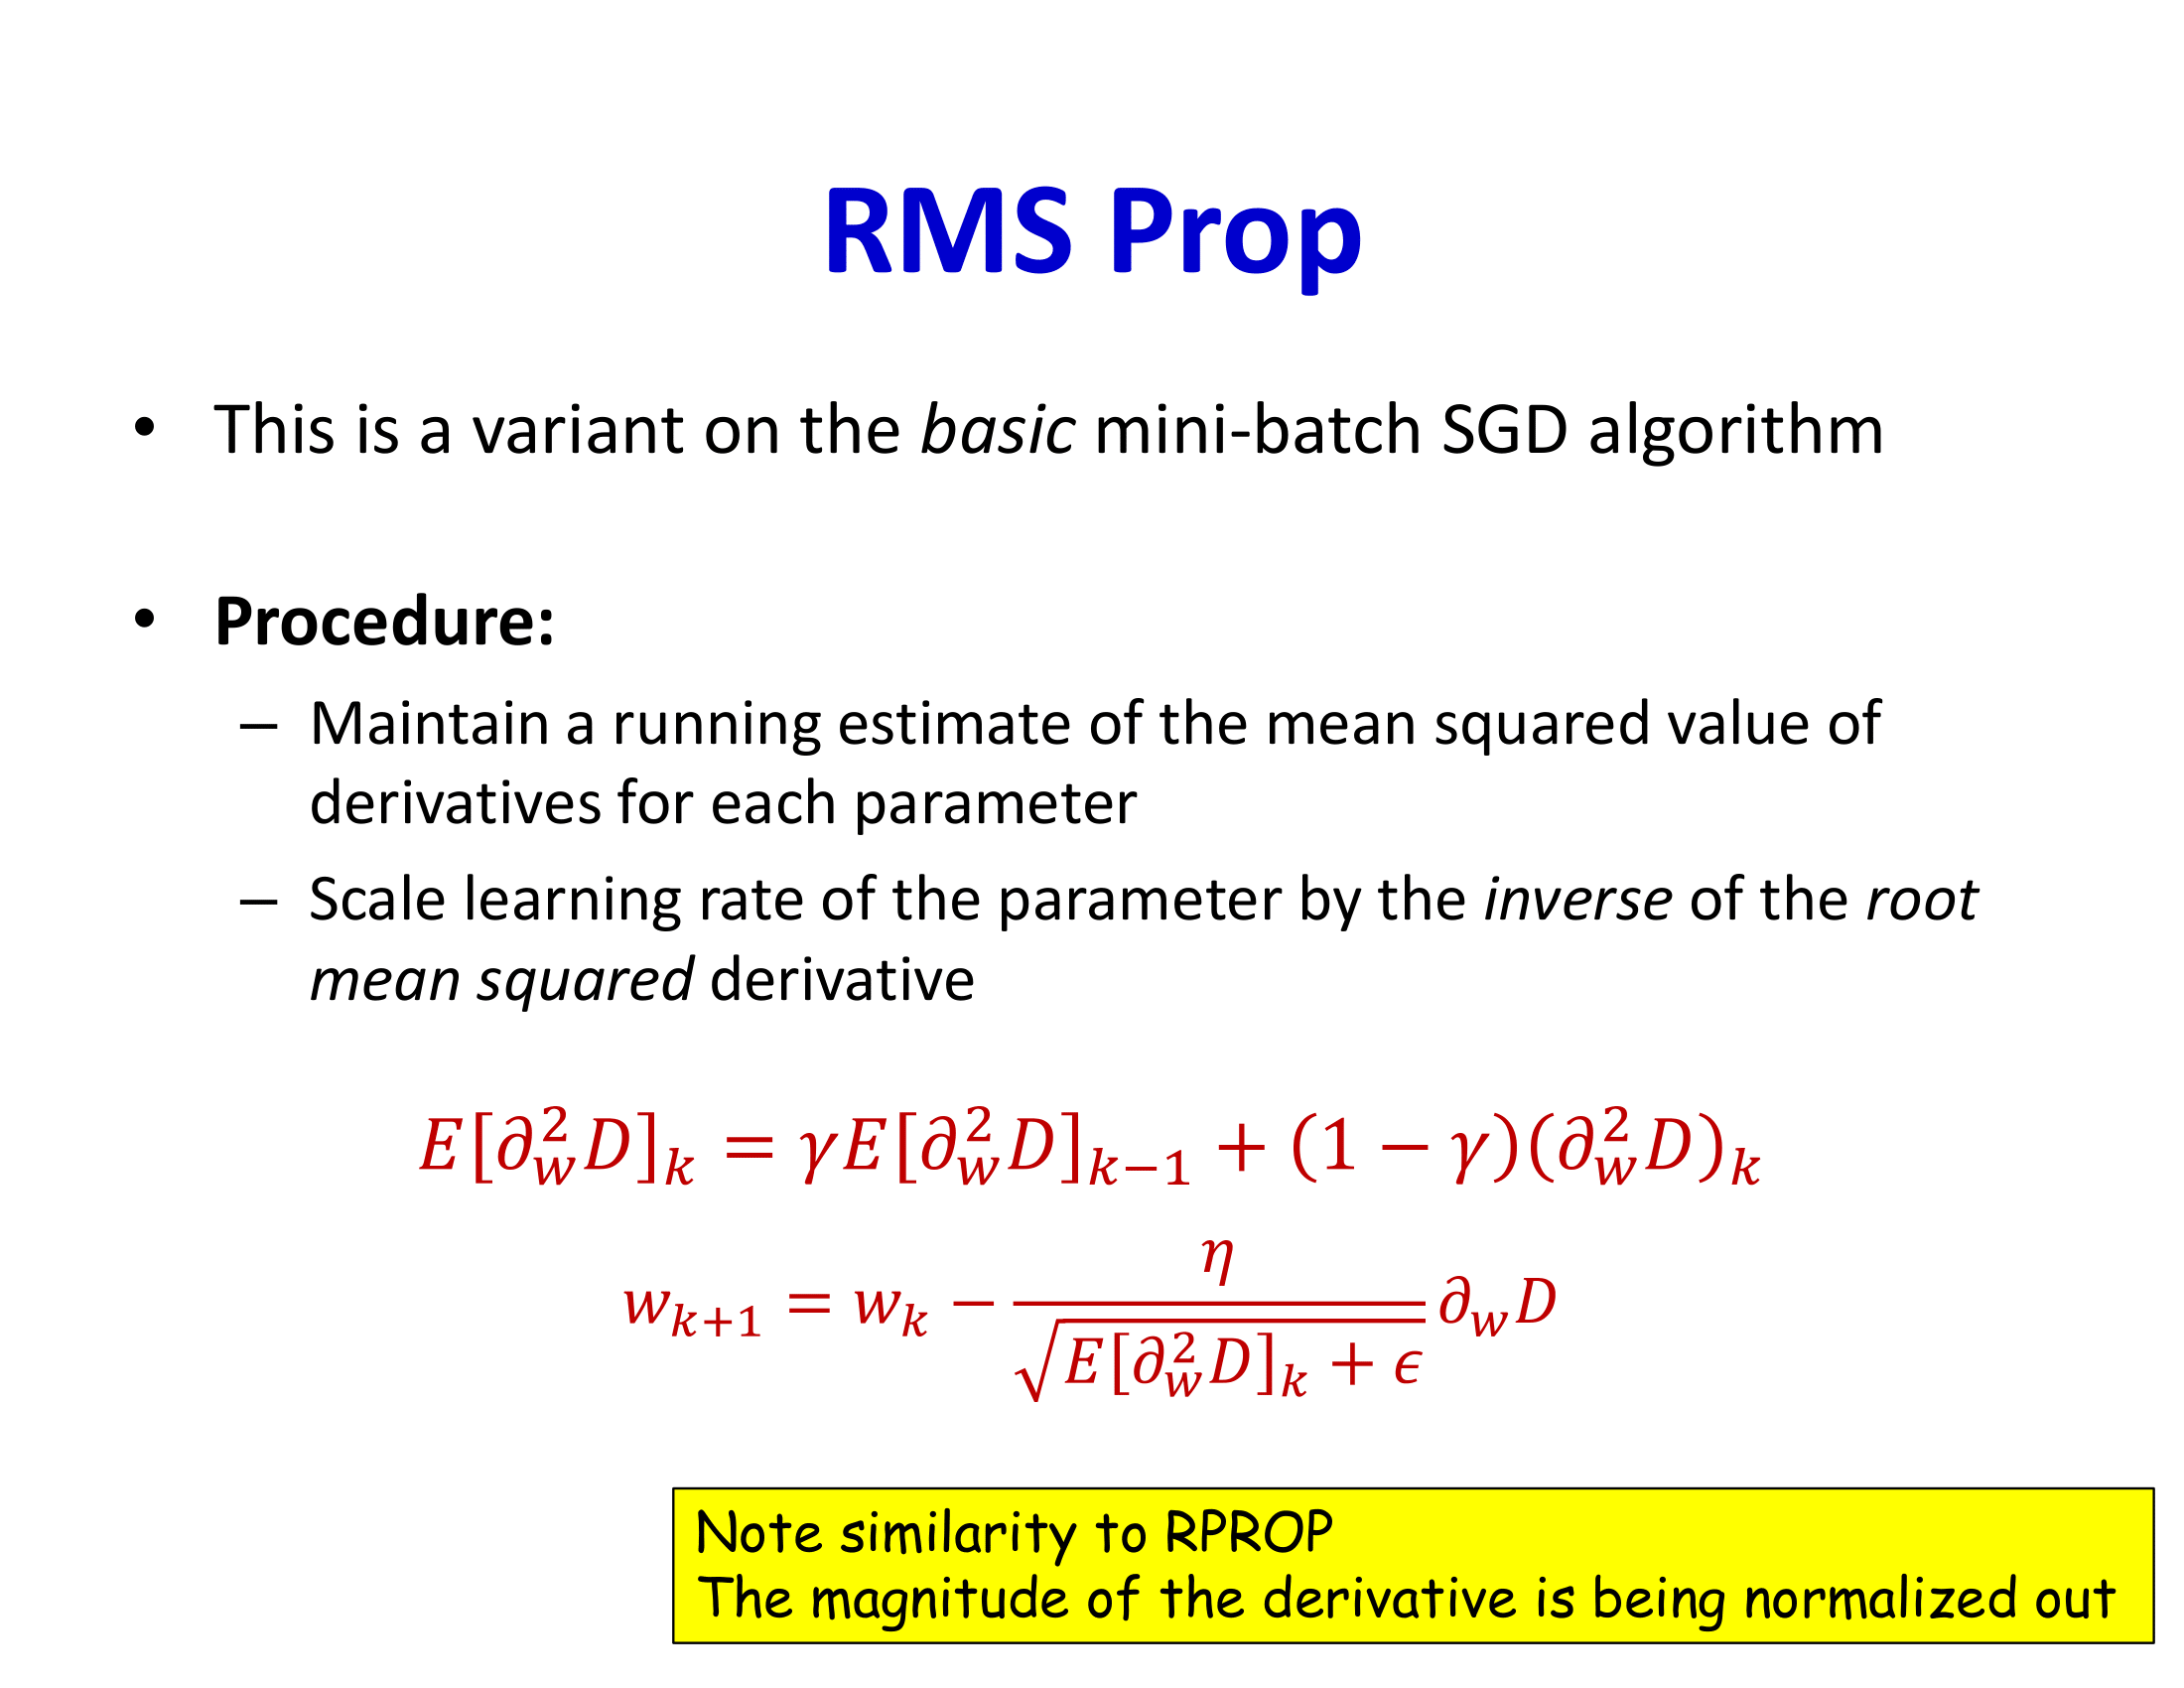 RMS Prop
• This is a variant on the basic mini-batch SGD algorithm
• Procedure:
– Maintain a running estimate of the mean squared value of
derivatives for each parameter
– Scale learning rate of the parameter by the inverse of the root
mean squared derivative
$E[\partial_w^2 D]_k = \gamma E[\partial_w^2 D]_{k-1} + (1 - \gamma)(\partial_w^2 D)_k$
$w_{k+1} = w_k - \frac{\eta}{\sqrt{E[\partial_w^2 D]_k + \epsilon}} \partial_w D$
Note similarity to RPROP
The magnitude of the derivative is being normalized out